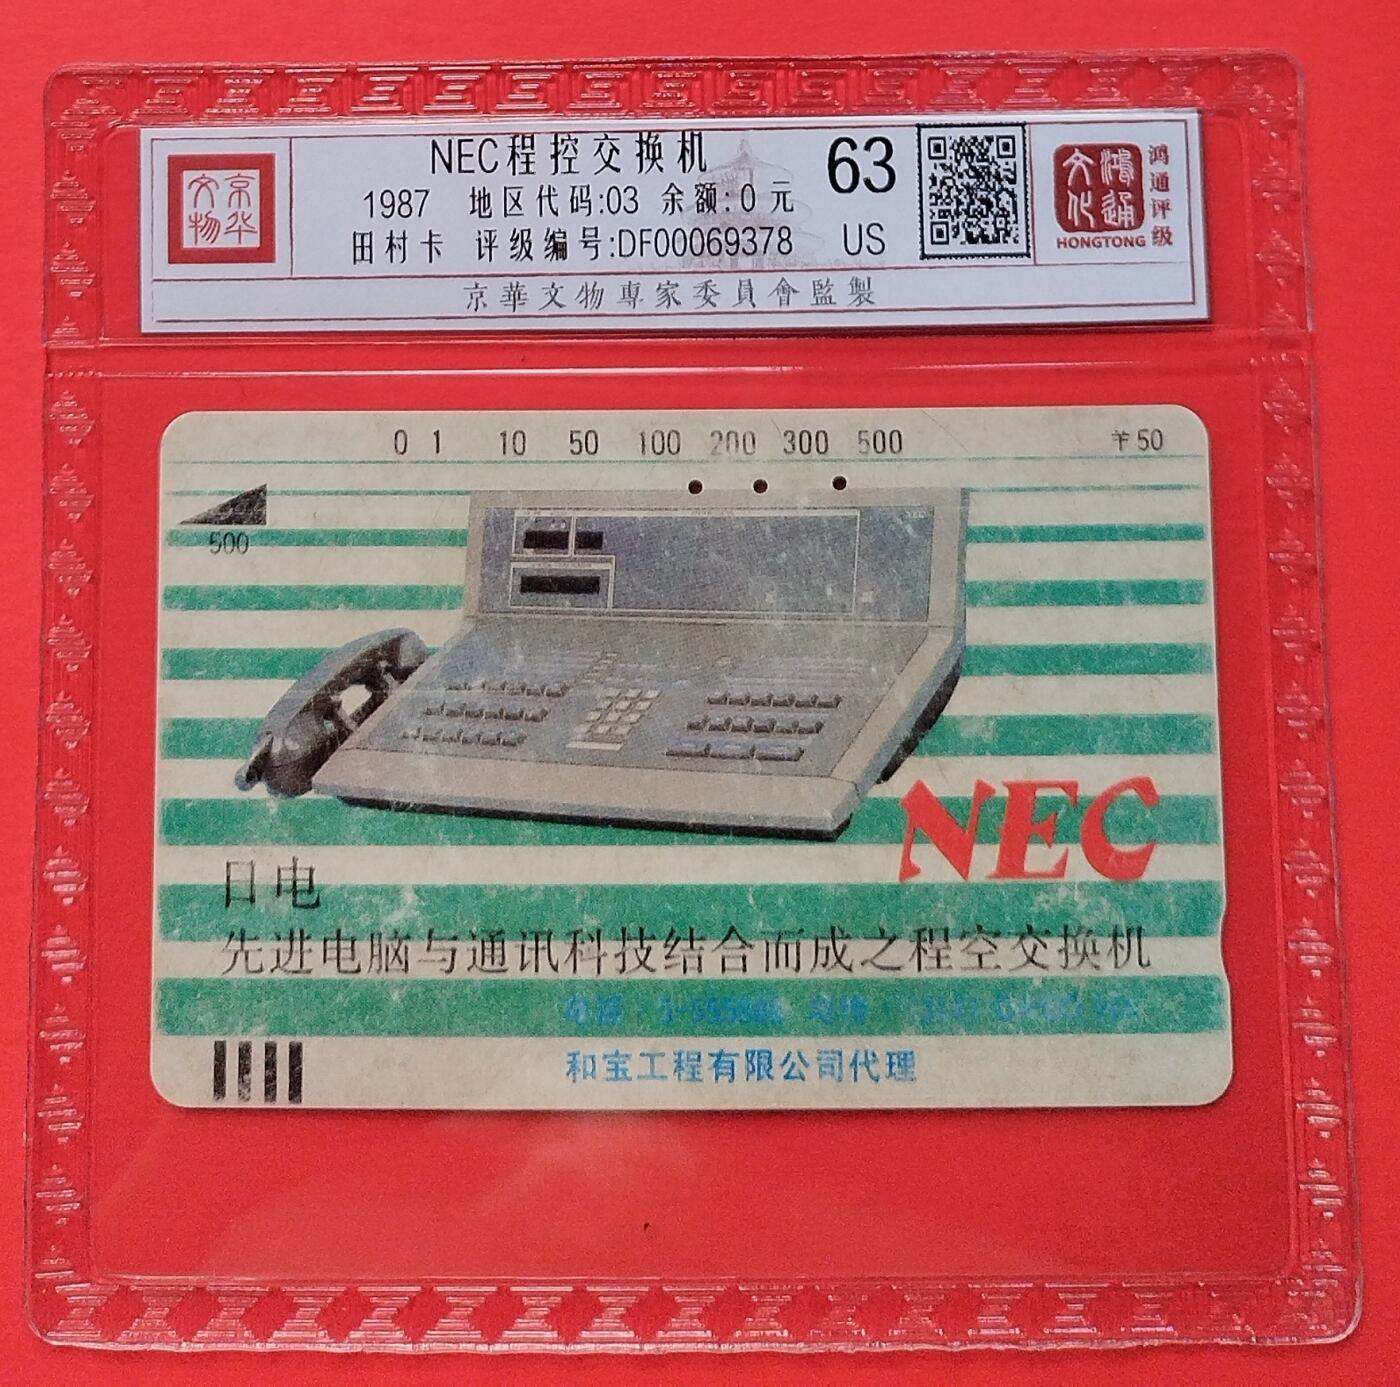 京华文物
NEC程控交换机
1987 地区代码:03 余额:0元
田村卡 评级编号:DF00069378
63
US
鸿通文化
HONGTONG
鸿通评级
京華文物專家委員會監製
0 1 10 50 100 200 300 500
¥50
500
NEC
日电
先进电脑与通讯科技结合而成之程空交换机
和宝工程有限公司代理